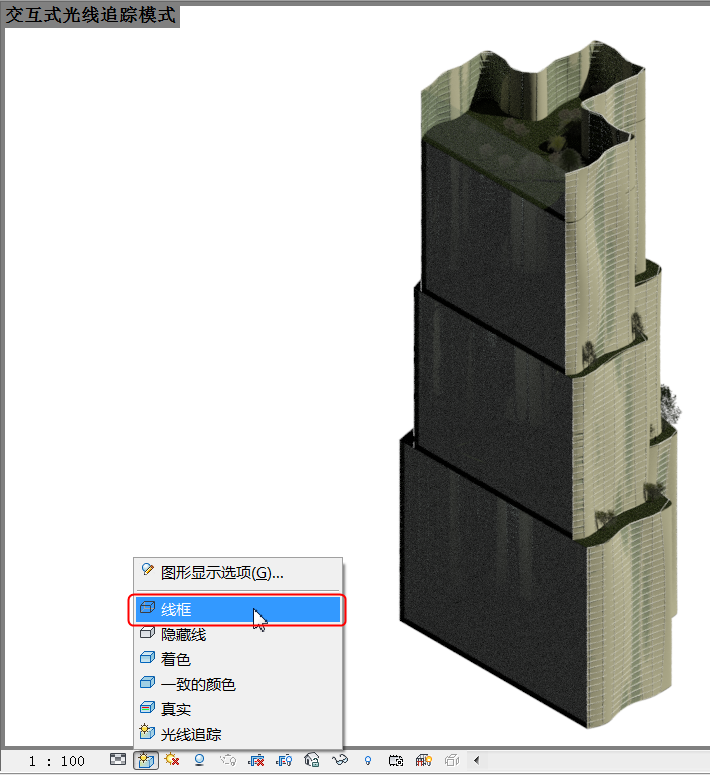 交互式光线追踪模式
图形显示选项(G)...
线框
隐藏线
着色
一致的颜色
真实
光线追踪
1 : 100